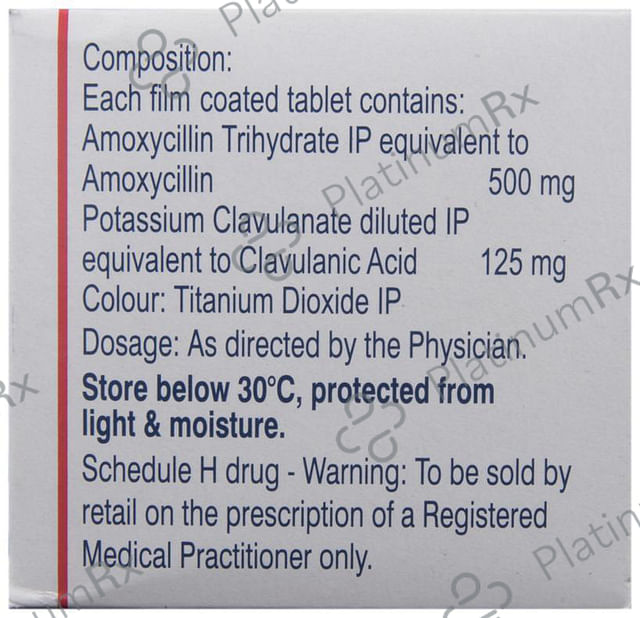 Composition:
Each film coated tablet contains:
Amoxycillin Trihydrate IP equivalent to
Amoxycillin 500 mg
Potassium Clavulanate diluted IP
equivalent to Clavulanic Acid 125 mg
Colour: Titanium Dioxide IP
Dosage: As directed by the Physician.
Store below 30°C, protected from
light & moisture.
Schedule H drug - Warning: To be sold by
retail on the prescription of a Registered
Medical Practitioner only.
PlatinumRx
PlatinumRx